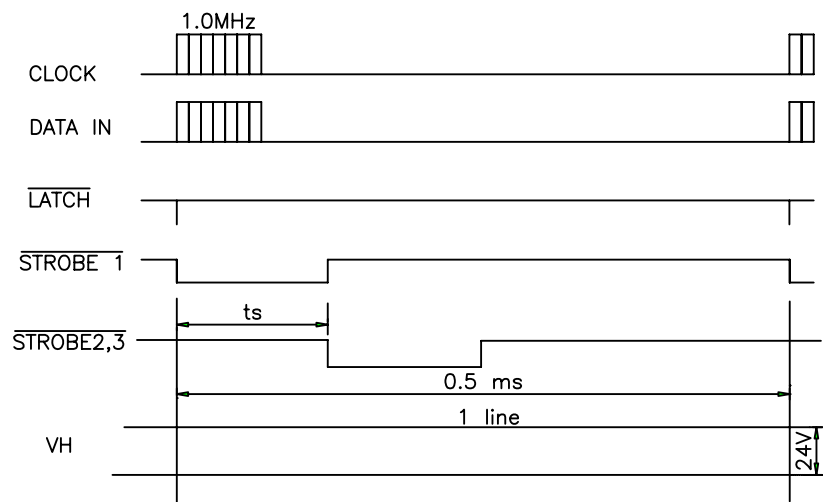 1.0MHz
CLOCK
DATA IN
LATCH
STROBE 1
ts
STROBE2,3
0.5 ms
1 line
VH
24V